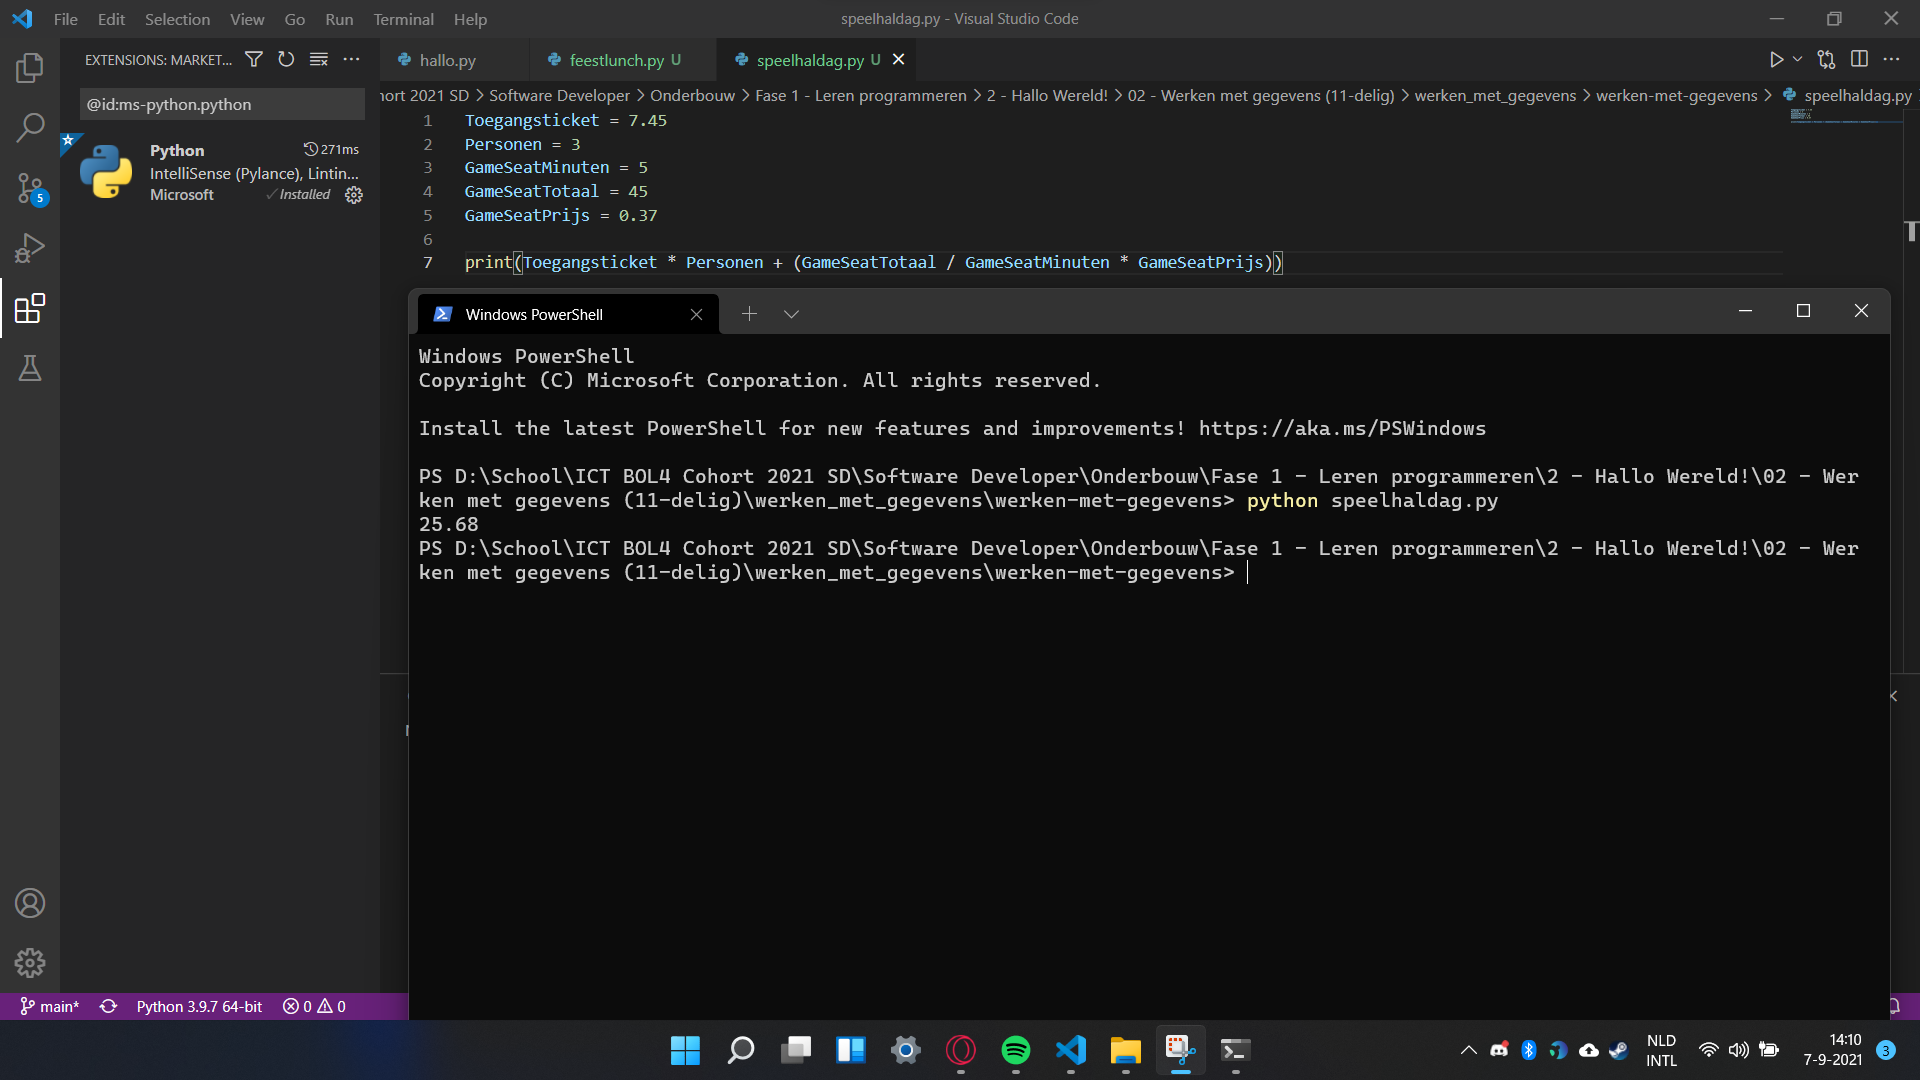 File Edit Selection View Go Run Terminal Help
speelhaldag.py - Visual Studio Code
EXTENSIONS: MARKET...
hallo.py
feestlunch.py U
speelhaldag.py U
@id:ms-python.python
hort 2021 SD > Software Developer > Onderbouw > Fase 1 - Leren programmeren > 2 - Hallo Wereld! > 02 - Werken met gegevens (11-delig) > werken_met_gegevens > werken-met-gegevens > speelhaldag.py
Python 271ms
IntelliSense (Pylance), Lintin...
Microsoft Installed
5
1 Toegangsticket = 7.45
2 Personen = 3
3 GameSeatMinuten = 5
4 GameSeatTotaal = 45
5 GameSeatPrijs = 0.37
6
7 print(Toegangsticket * Personen + (GameSeatTotaal / GameSeatMinuten * GameSeatPrijs))
Windows PowerShell
Windows PowerShell
Copyright (C) Microsoft Corporation. All rights reserved.
Install the latest PowerShell for new features and improvements! https://aka.ms/PSWindows
PS D:\School\ICT BOL4 Cohort 2021 SD\Software Developer\Onderbouw\Fase 1 - Leren programmeren\2 - Hallo Wereld!\02 - Wer
ken met gegevens (11-delig)\werken_met_gegevens\werken-met-gegevens> python speelhaldag.py
25.68
PS D:\School\ICT BOL4 Cohort 2021 SD\Software Developer\Onderbouw\Fase 1 - Leren programmeren\2 - Hallo Wereld!\02 - Wer
ken met gegevens (11-delig)\werken_met_gegevens\werken-met-gegevens>
main* Python 3.9.7 64-bit 0 0
NLD
INTL
14:10
7-9-2021
3